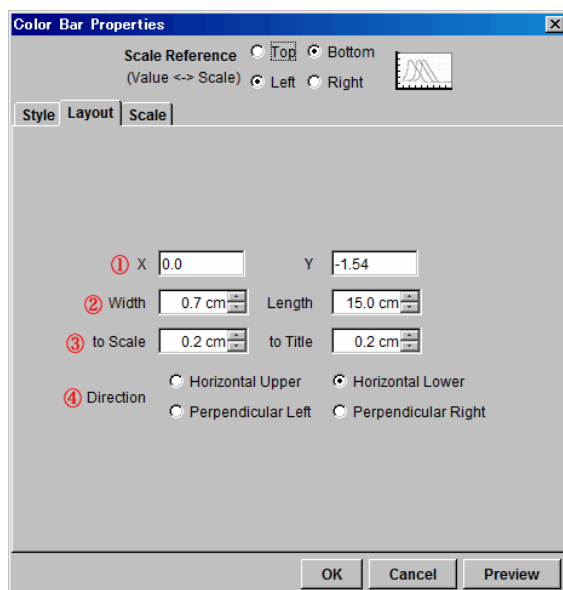 Color Bar Properties
Scale Reference Top Bottom
(Value <-> Scale) Left Right
Style Layout Scale
① X 0.0 Y -1.54
② Width 0.7 cm Length 15.0 cm
③ to Scale 0.2 cm to Title 0.2 cm
Horizontal Upper Horizontal Lower
④ Direction
Perpendicular Left Perpendicular Right
OK Cancel Preview